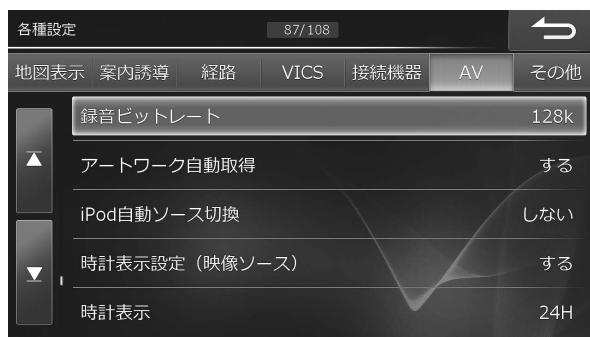 各種設定 87/108
地図表示 案内誘導 経路 VICS 接続機器 AV その他
録音ビットレート 128k
アートワーク自動取得 する
iPod自動ソース切換 しない
時計表示設定（映像ソース） する
時計表示 24H